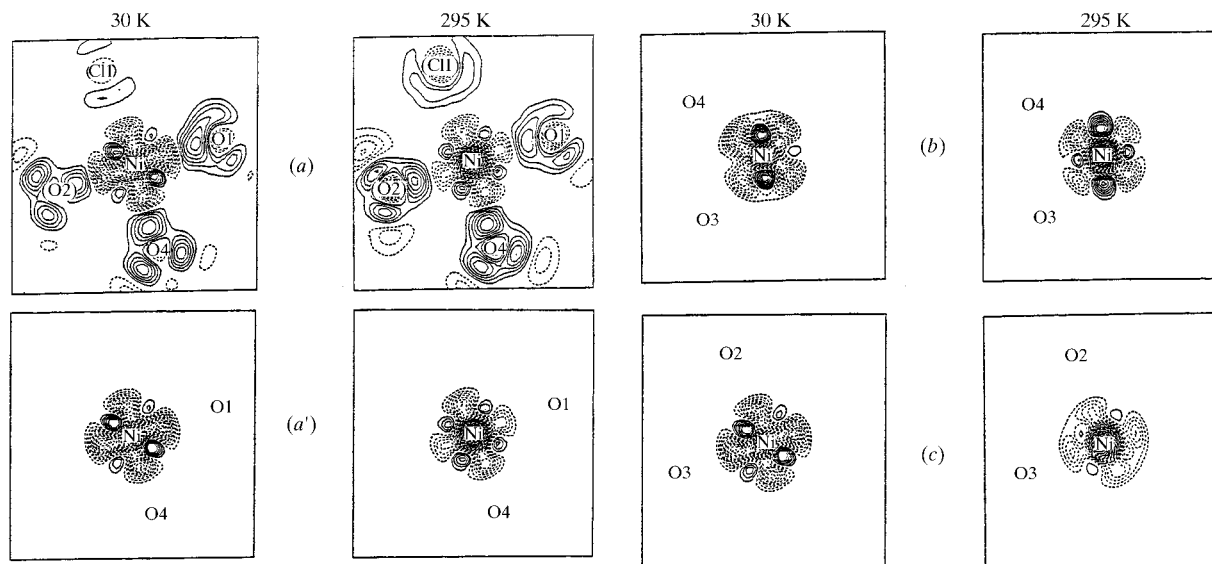 30 K 295 K 30 K 295 K
Cl1 Cl1
O1 O1 O4 O4
Ni (a) Ni Ni (b) Ni
O2 O2
O4 O4 O3 O3
O2 O2
O1 O1
Ni (a') Ni Ni (c) Ni
O3 O3
O4 O4